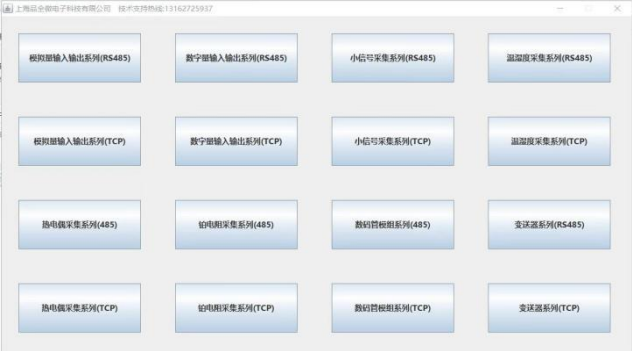 上海品全微电子科技有限公司 技术支持热线:13162725937
模拟量输入输出系列(RS485) 数字量输入输出系列(RS485) 小信号采集系列(RS485) 温湿度采集系列(RS485)
模拟量输入输出系列(TCP) 数字量输入输出系列(TCP) 小信号采集系列(TCP) 温湿度采集系列(TCP)
热电偶采集系列(485) 铂电阻采集系列(485) 数码管模组系列(485) 变送器系列(RS485)
热电偶采集系列(TCP) 铂电阻采集系列(TCP) 数码管模组系列(TCP) 变送器系列(TCP)